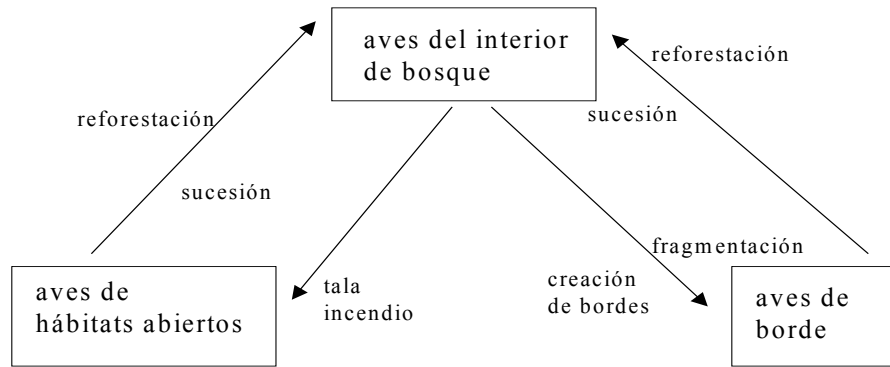 aves del interior
de bosque
reforestación
sucesión
reforestación
sucesión
aves de
hábitats abiertos
tala
incendio
fragmentación
creación
de bordes
aves de
borde